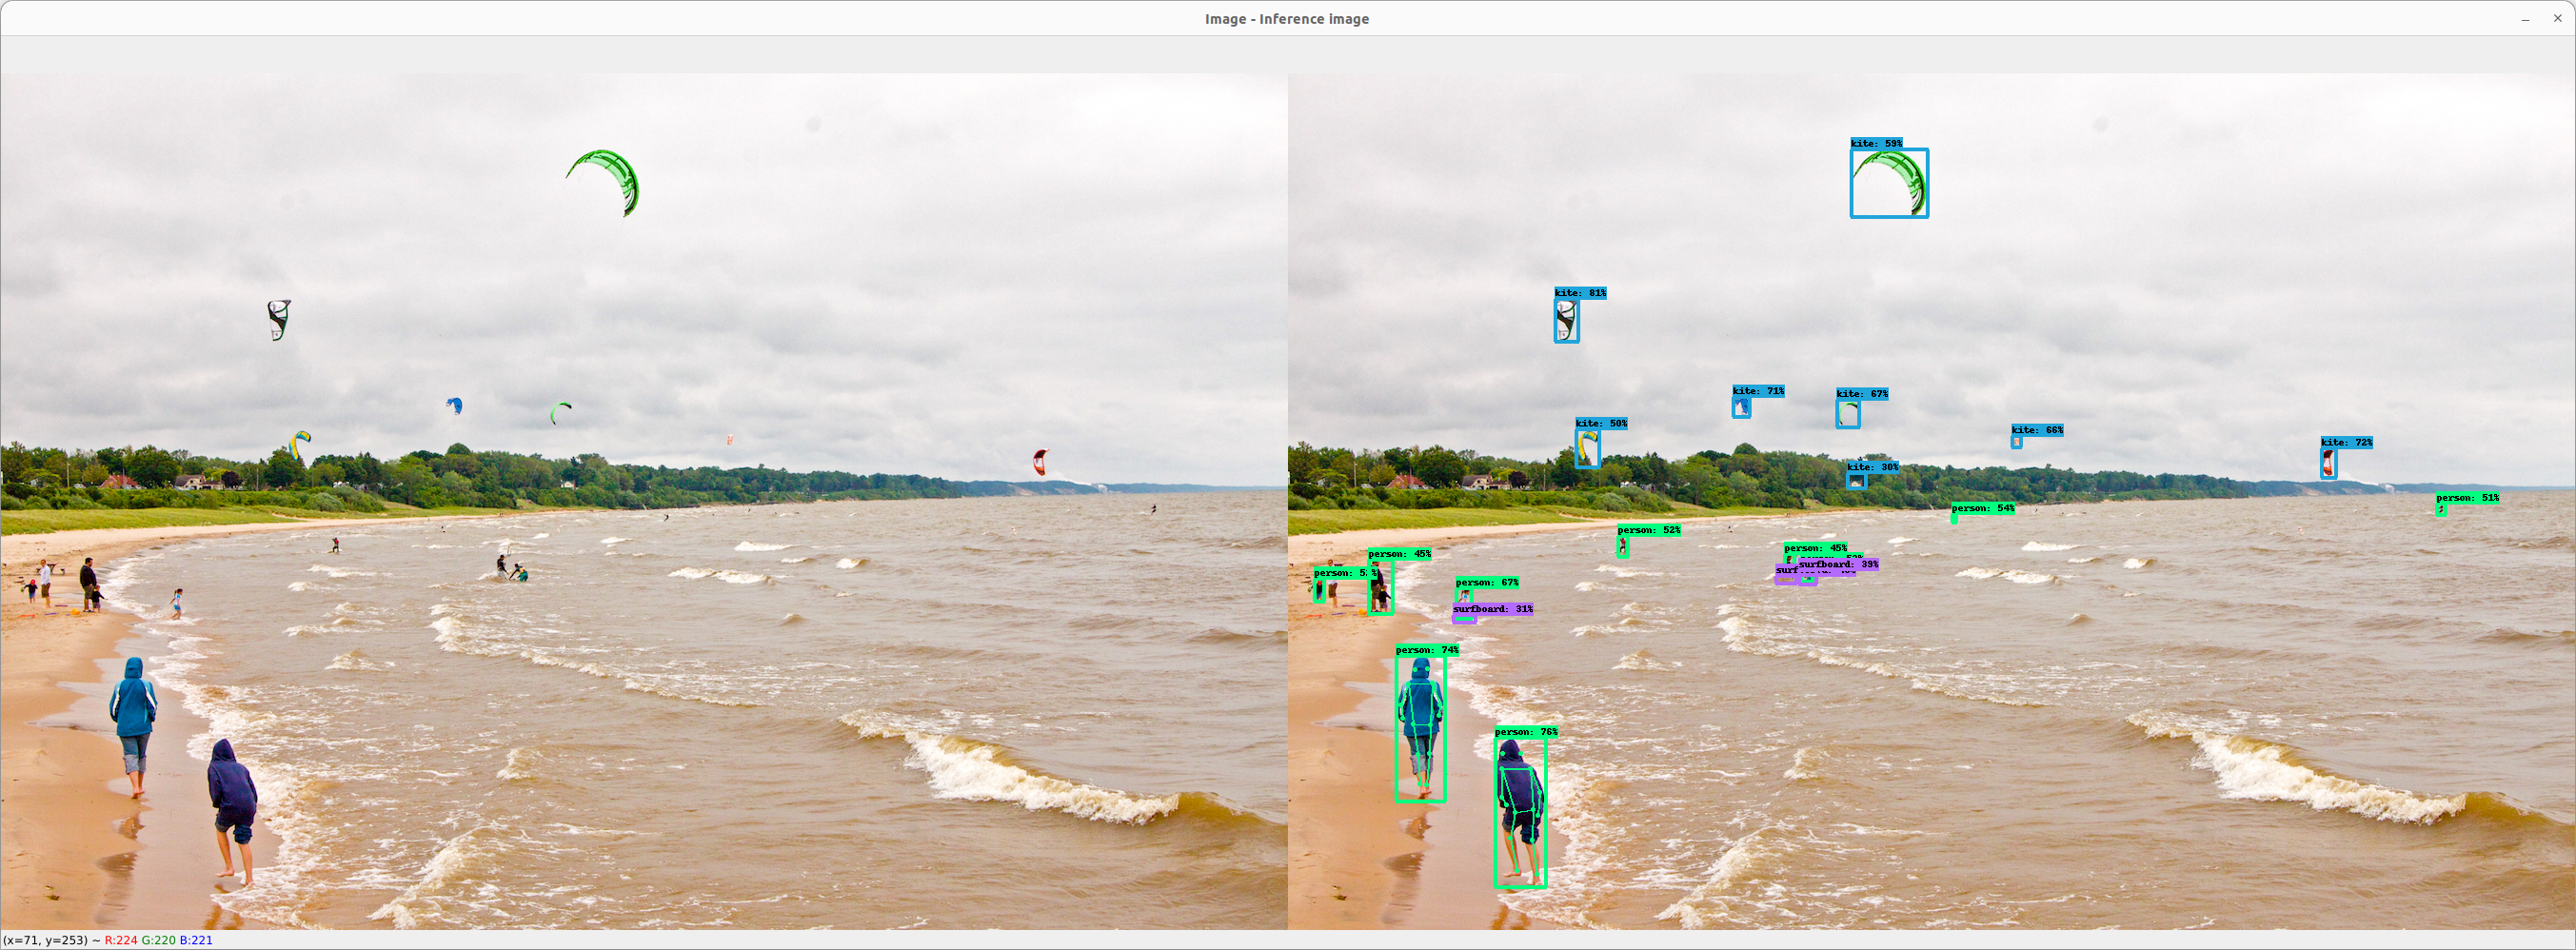 Image - Inference image
kite: 59%
kite: 81%
kite: 71%
kite: 67%
kite: 50%
kite: 66%
kite: 72%
kite: 30%
person: 51%
person: 54%
person: 52%
person: 45%
person: 45%
surfboard: 39%
surf
person: 5
person: 67%
surfboard: 31%
person: 74%
person: 76%
(x=71, y=253) ~ R:224 G:220 B:221